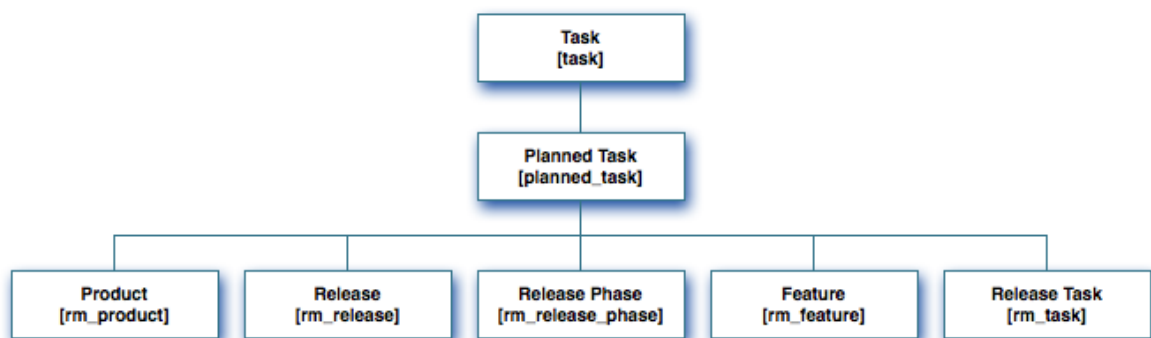 Task
[task]
Planned Task
[planned_task]
Product
[rm_product]
Release
[rm_release]
Release Phase
[rm_release_phase]
Feature
[rm_feature]
Release Task
[rm_task]